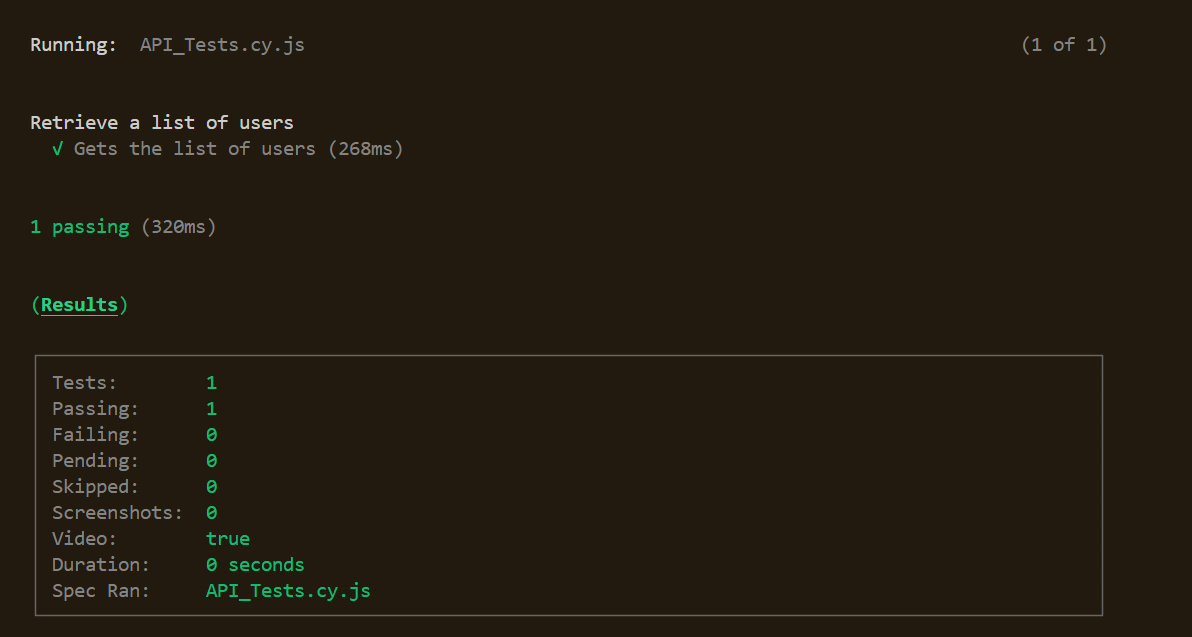 Running: API_Tests.cy.js (1 of 1)
Retrieve a list of users
√ Gets the list of users (268ms)
1 passing (320ms)
(Results)
Tests: 1
Passing: 1
Failing: 0
Pending: 0
Skipped: 0
Screenshots: 0
Video: true
Duration: 0 seconds
Spec Ran: API_Tests.cy.js